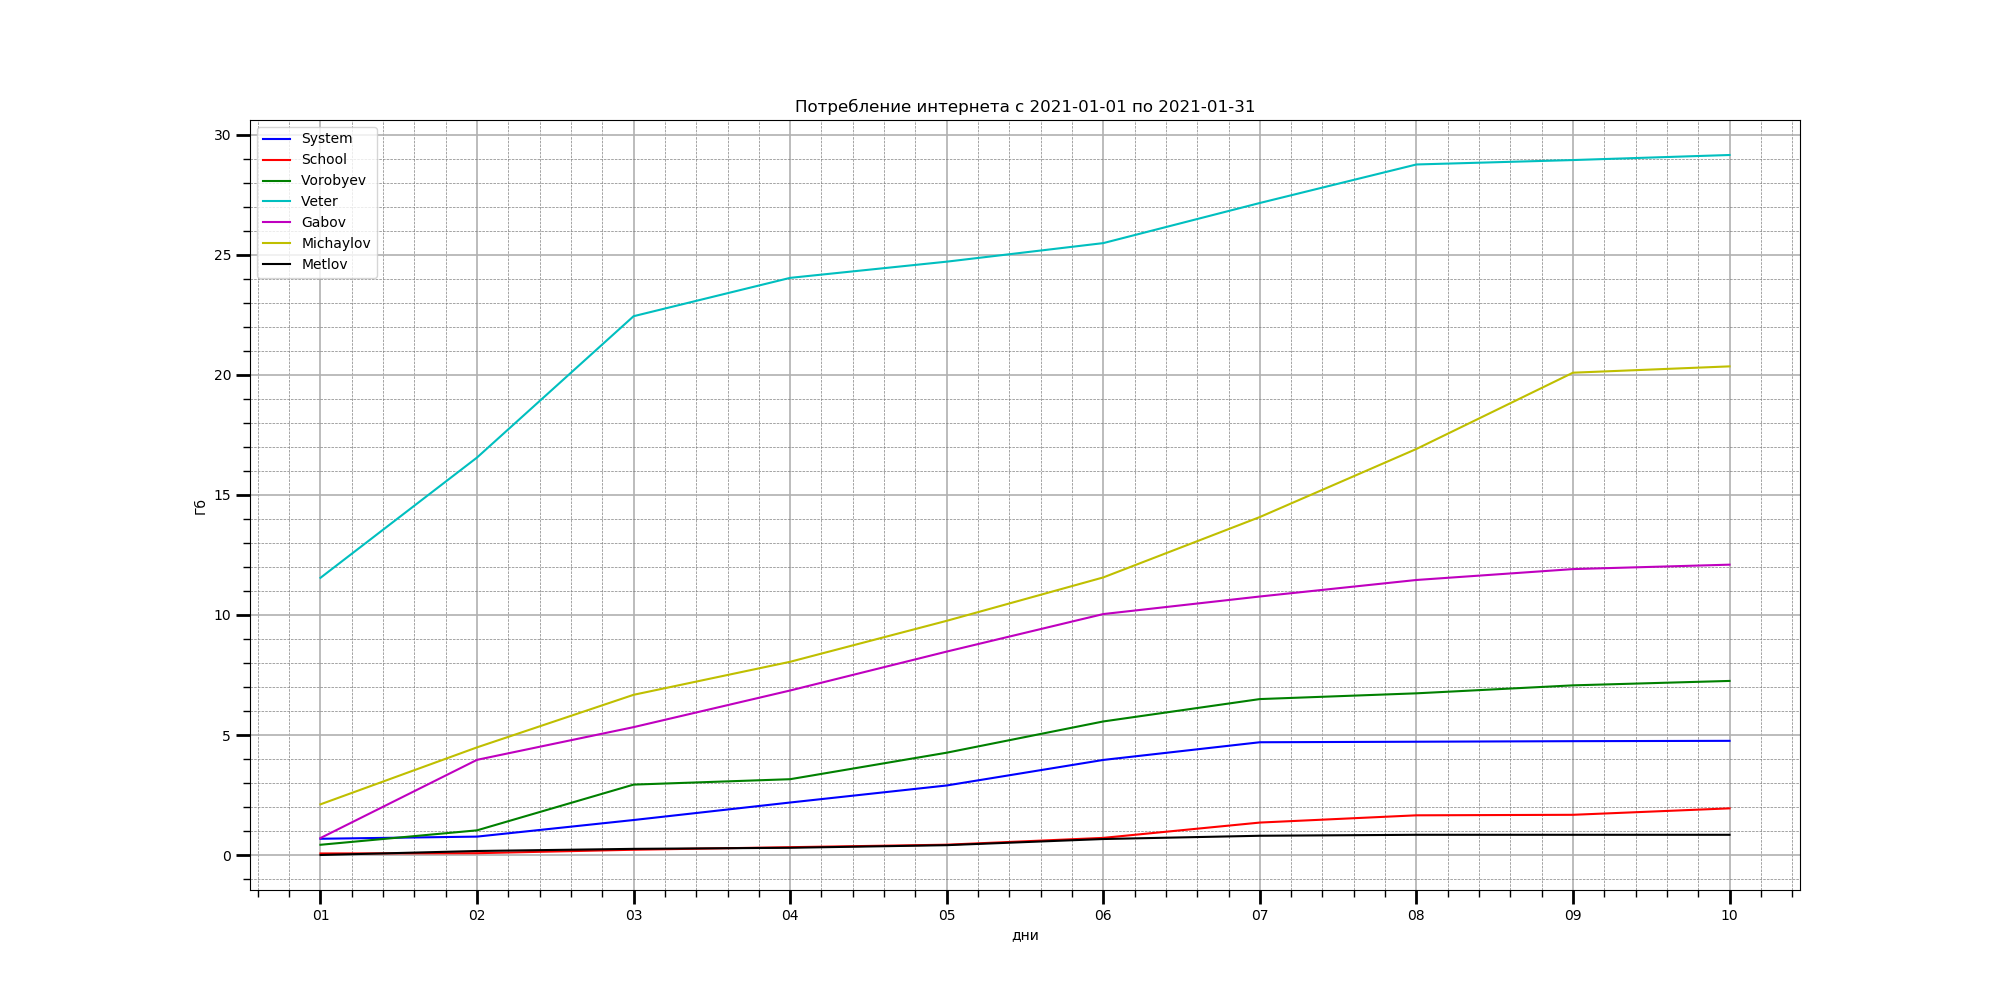 Потребление интернета с 2021-01-01 по 2021-01-31
System
School
Vorobyev
Veter
Gabov
Michaylov
Metlov
30
25
20
15
10
5
0
Гб
01 02 03 04 05 06 07 08 09 10
дни